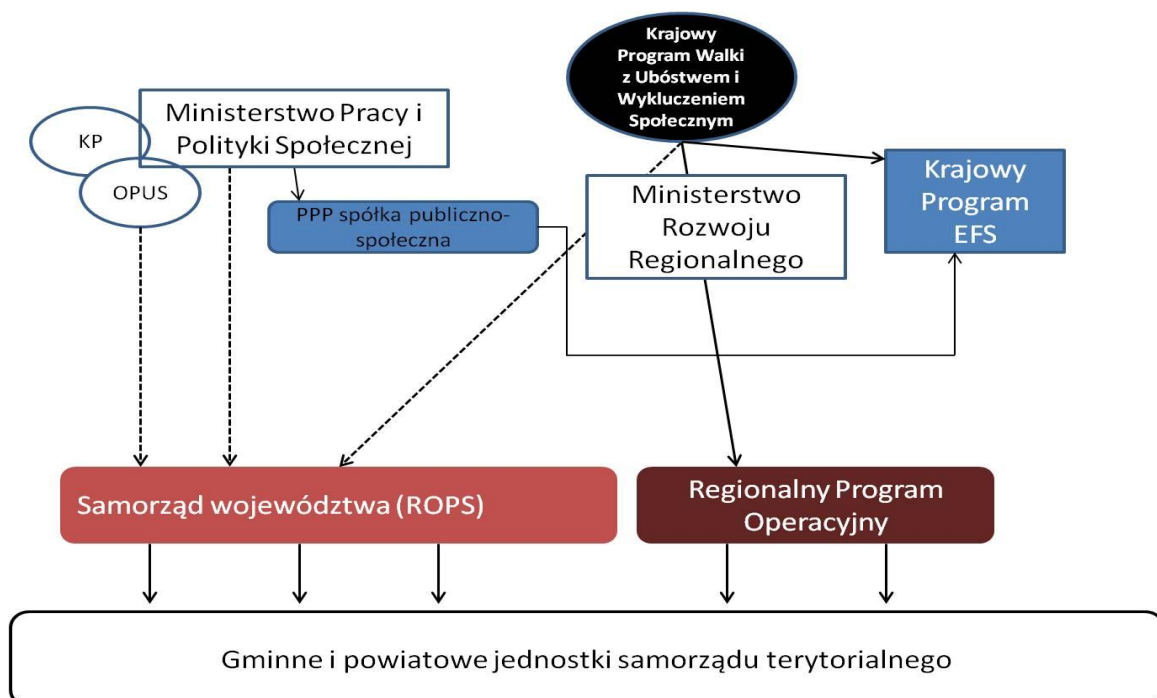 Krajowy
Program Walki
z Ubóstwem i
Wykluczeniem
Społecznym
Ministerstwo Pracy i
Polityki Społecznej
KP
OPUS
PPP spółka publiczno-
społeczna
Ministerstwo
Rozwoju
Regionalnego
Krajowy
Program
EFS
Samorząd województwa (ROPS)
Regionalny Program
Operacyjny
Gminne i powiatowe jednostki samorządu terytorialnego